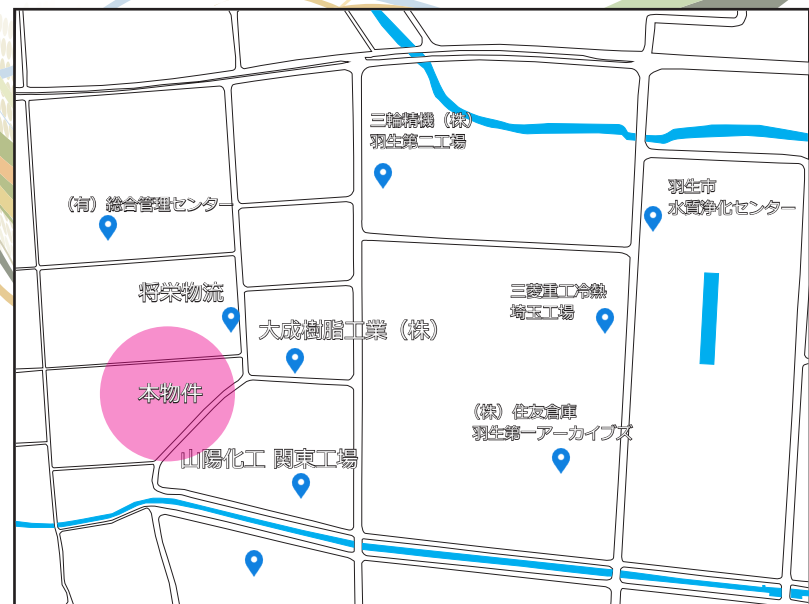 三輪精機（株）
羽生第二工場
羽生市
水質浄化センター
（有）総合管理センター
将栄物流
三菱重工冷熱
埼玉工場
大成樹脂工業（株）
本物件
（株）住友倉庫
羽生第一アーカイブズ
山陽化工 関東工場